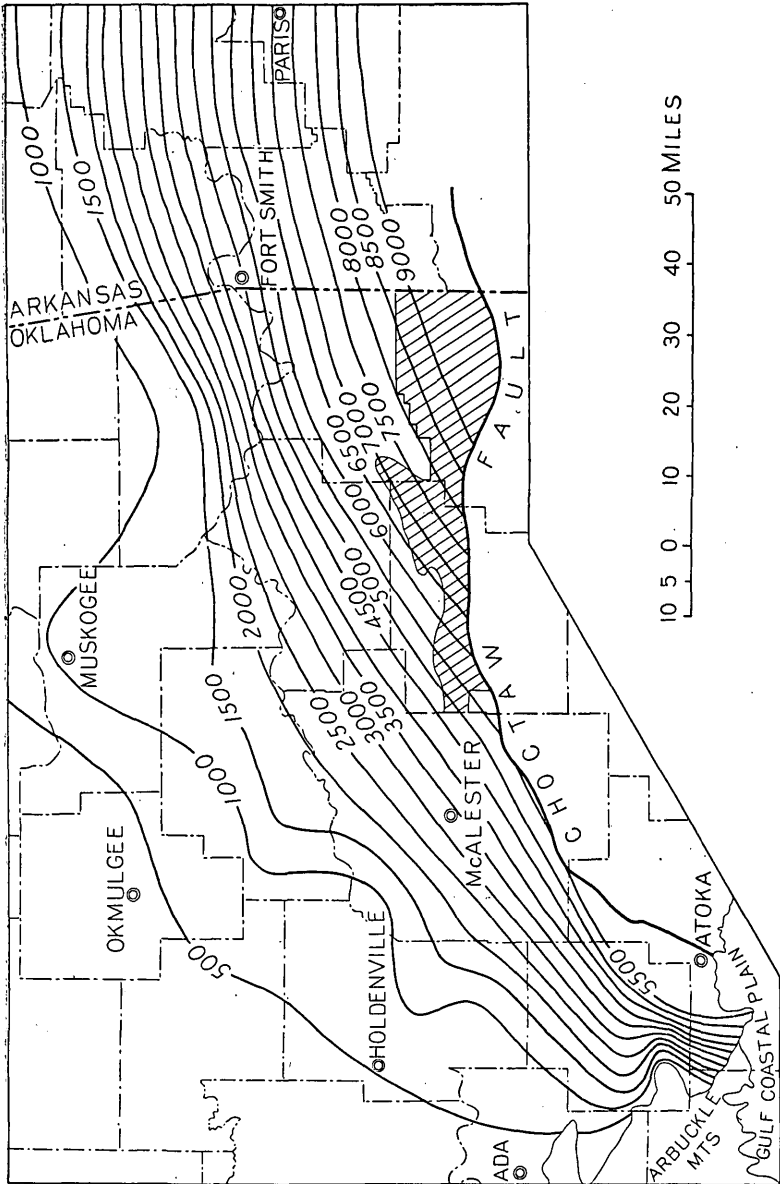 1000
1500
PARIS
ARKANSAS
OKLAHOMA
FORT SMITH
8000
8500
9000
6500
7000
7500
6000
4500
5000
2000
MUSKOGEE
1500
1000
2500
3000
3500
OKMULGEE
500
HOLDENVILLE
McALESTER
CHOCTAW FAULT
5500
ATOKA
ADA
ARBUCKLE
MTS
GULF COASTAL PLAIN
10 5 0 10 20 30 40 50 MILES